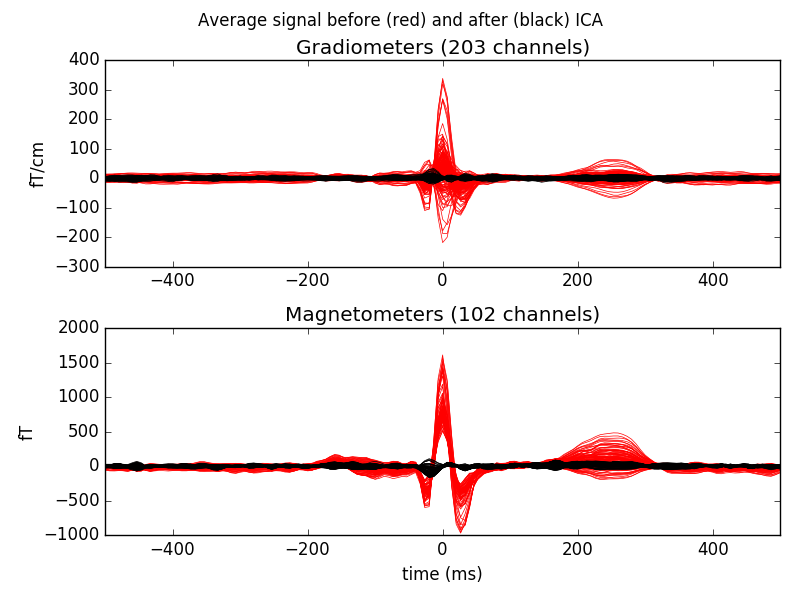 Average signal before (red) and after (black) ICA
Gradiometers (203 channels)
400
300
200
100
0
−100
−200
−300
fT/cm
−400 −200 0 200 400
Magnetometers (102 channels)
2000
1500
1000
500
0
−500
−1000
fT
−400 −200 0 200 400
time (ms)